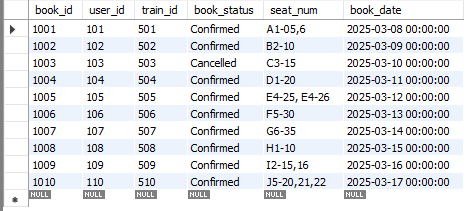 book_id user_id train_id book_status seat_num book_date
1001 101 501 Confirmed A1-05,6 2025-03-08 00:00:00
1002 102 502 Confirmed B2-10 2025-03-09 00:00:00
1003 103 503 Cancelled C3-15 2025-03-10 00:00:00
1004 104 504 Confirmed D1-20 2025-03-11 00:00:00
1005 105 505 Confirmed E4-25, E4-26 2025-03-12 00:00:00
1006 106 506 Confirmed F5-30 2025-03-13 00:00:00
1007 107 507 Confirmed G6-35 2025-03-14 00:00:00
1008 108 508 Confirmed H1-10 2025-03-15 00:00:00
1009 109 509 Confirmed I2-15,16 2025-03-16 00:00:00
1010 110 510 Confirmed J5-20,21,22 2025-03-17 00:00:00
NULL NULL NULL NULL NULL NULL